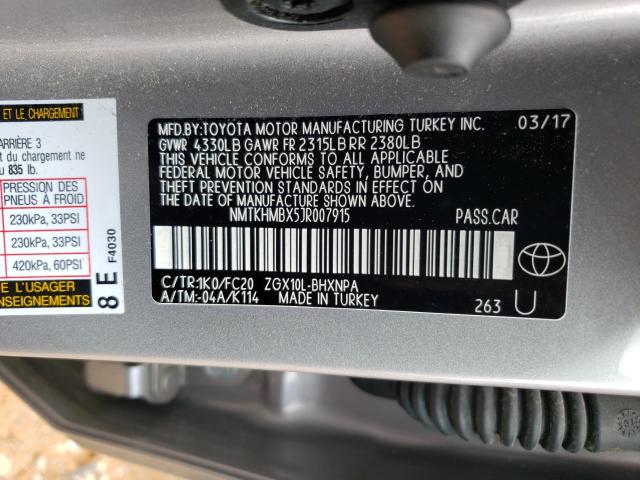 ET LE CHARGEMENT
ARRIÈRE 3
du chargement ne
835 lb.
PRESSION DES
PNEUS À FROID
230kPa, 33PSI
230kPa, 33PSI
420kPa, 60PSI
L'USAGER
ENSEIGNEMENTS
8 E F4030
MFD.BY:TOYOTA MOTOR MANUFACTURING TURKEY INC. 03/17
GVWR 4330LB GAWR FR 2315LB RR 2380LB
THIS VEHICLE CONFORMS TO ALL APPLICABLE
FEDERAL MOTOR VEHICLE SAFETY, BUMPER, AND
THEFT PREVENTION STANDARDS IN EFFECT ON
THE DATE OF MANUFACTURE SHOWN ABOVE.
NMTKHMBX5JR007915 PASS.CAR
C/TR:1K0/FC20 ZGX10L-BHXNPA
A/TM:-04A/K114 MADE IN TURKEY 263 U